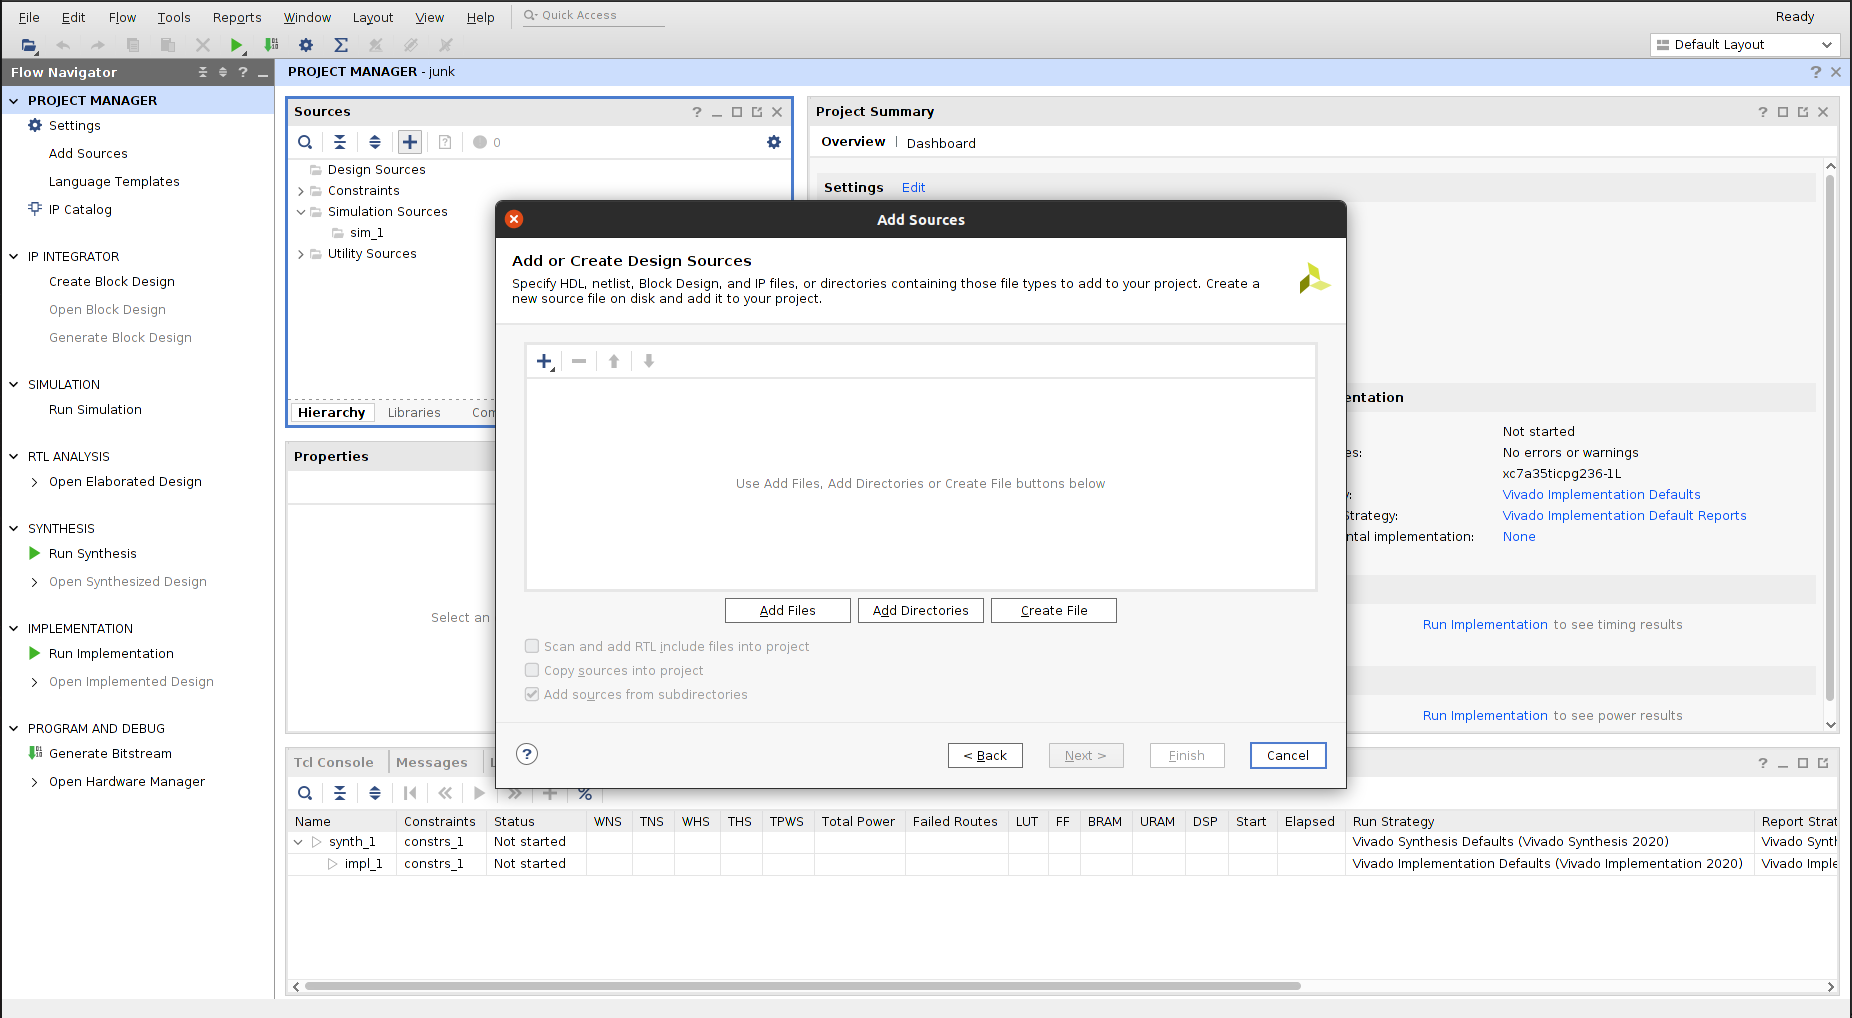 File Edit Flow Tools Reports Window Layout View Help Quick Access Ready
Default Layout
Flow Navigator
PROJECT MANAGER - junk
PROJECT MANAGER
Settings
Add Sources
Language Templates
IP Catalog
IP INTEGRATOR
Create Block Design
Open Block Design
Generate Block Design
SIMULATION
Run Simulation
RTL ANALYSIS
Open Elaborated Design
SYNTHESIS
Run Synthesis
Open Synthesized Design
IMPLEMENTATION
Run Implementation
Open Implemented Design
PROGRAM AND DEBUG
Generate Bitstream
Open Hardware Manager
Sources
0
Design Sources
Constraints
Simulation Sources
sim_1
Utility Sources
Hierarchy Libraries Com
Properties
Select an
Project Summary
Overview | Dashboard
Settings Edit
entation
Not started
es: No errors or warnings
xc7a35ticpg236-1L
y: Vivado Implementation Defaults
Strategy: Vivado Implementation Default Reports
ntal implementation: None
Run Implementation to see timing results
Run Implementation to see power results
Add Sources
Add or Create Design Sources
Specify HDL, netlist, Block Design, and IP files, or directories containing those file types to add to your project. Create a
new source file on disk and add it to your project.
Use Add Files, Add Directories or Create File buttons below
Add Files Add Directories Create File
Scan and add RTL include files into project
Copy sources into project
Add sources from subdirectories
? < Back Next > Finish Cancel
Tcl Console Messages L
Name Constraints Status WNS TNS WHS THS TPWS Total Power Failed Routes LUT FF BRAM URAM DSP Start Elapsed Run Strategy Report Strat
synth_1 constrs_1 Not started Vivado Synthesis Defaults (Vivado Synthesis 2020) Vivado Synth
impl_1 constrs_1 Not started Vivado Implementation Defaults (Vivado Implementation 2020) Vivado Imple